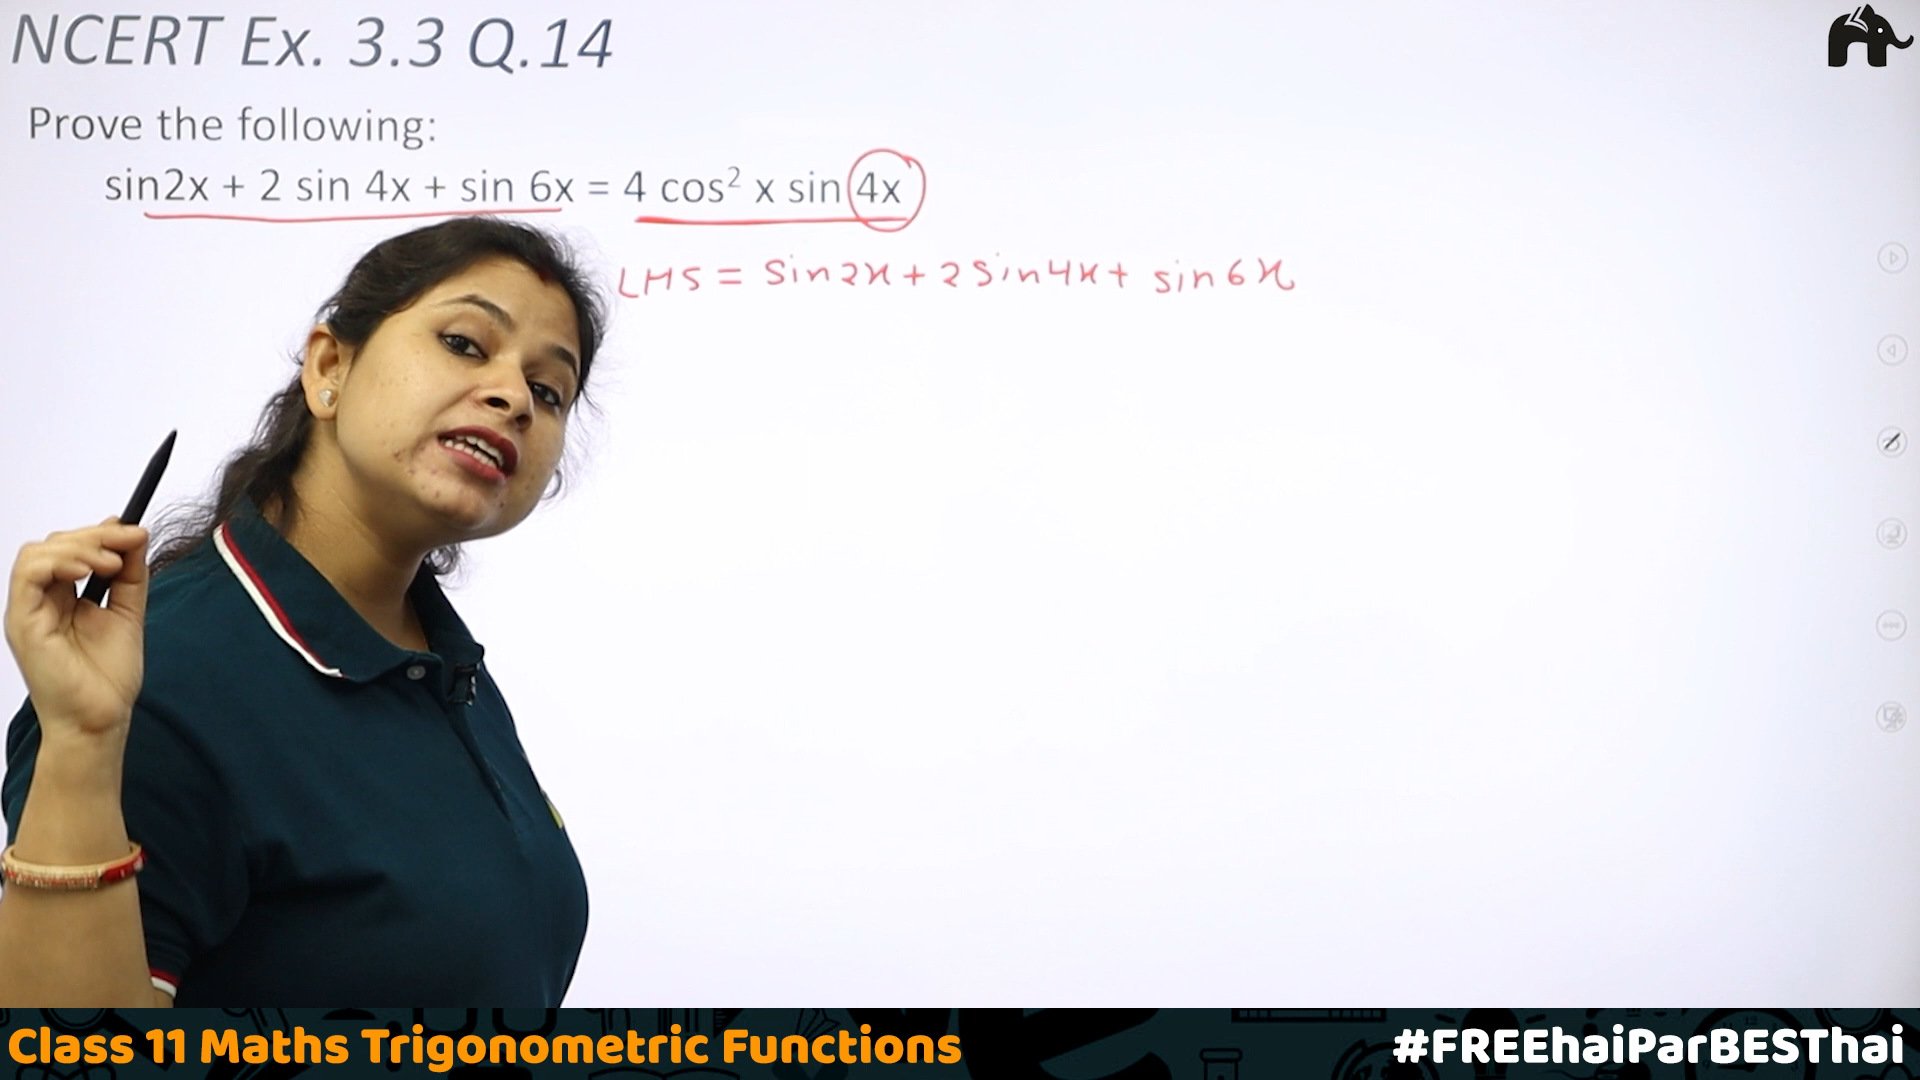 NCERT Ex. 3.3 Q.14
Prove the following:
sin2x + 2 sin 4x + sin 6x = 4 cos² x sin 4x
LHS = sin2x + 2sin4x + sin6x
Class 11 Maths Trigonometric Functions
#FREEhaiParBESThai